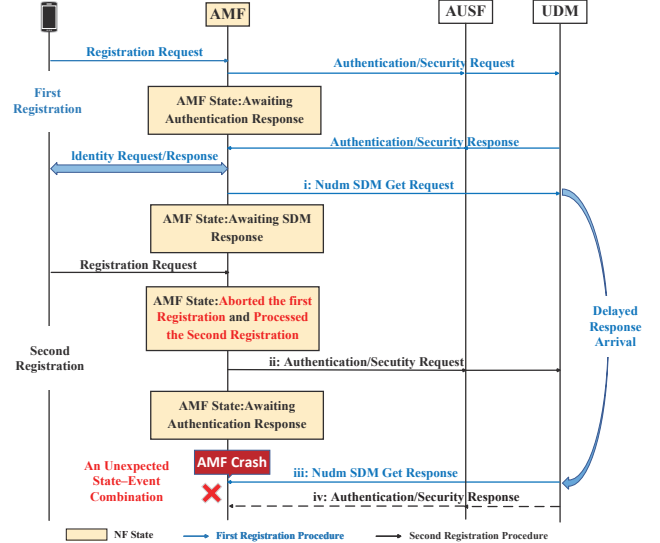 AMF
AUSF
UDM
Registration Request
Authentication/Security Request
First
Registration
AMF State:Awaiting
Authentication Response
Authentication/Security Response
Identity Request/Response
i: Nudm SDM Get Request
AMF State:Awaiting SDM
Response
Registration Request
AMF State:Aborted the first
Registration and Processed
the Second Registration
Delayed
Response
Arrival
Second
Registration
ii: Authentication/Secutity Request
AMF State:Awaiting
Authentication Response
AMF Crash
An Unexpected
State–Event
Combination
iii: Nudm SDM Get Response
iv: Authentication/Security Response
NF State
First Registration Procedure
Second Registration Procedure